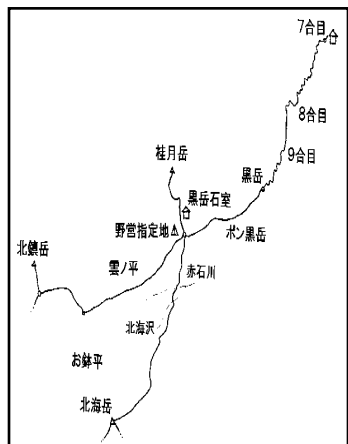 7合目
8合目
9合目
桂月岳
黒岳
黒岳石室
野営指定地
ポン黒岳
北鎮岳
雲ノ平
赤石川
北海沢
お鉢平
北海岳